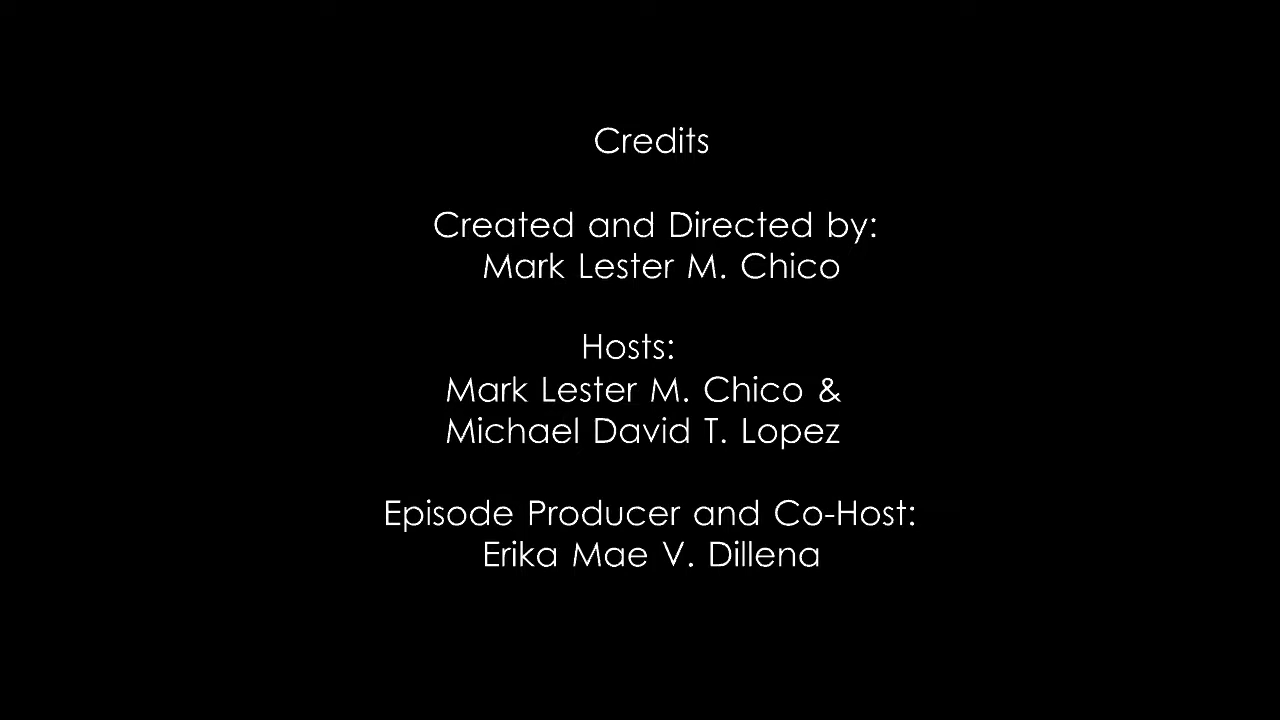 Credits
Created and Directed by:
Mark Lester M. Chico
Hosts:
Mark Lester M. Chico &
Michael David T. Lopez
Episode Producer and Co-Host:
Erika Mae V. Dillena